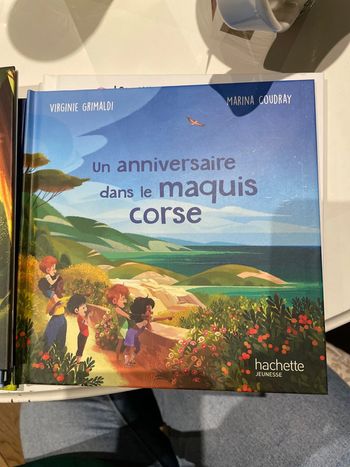 VIRGINIE GRIMALDI
MARINA COUDRAY
Un anniversaire
dans le maquis
corse
hachette
JEUNESSE